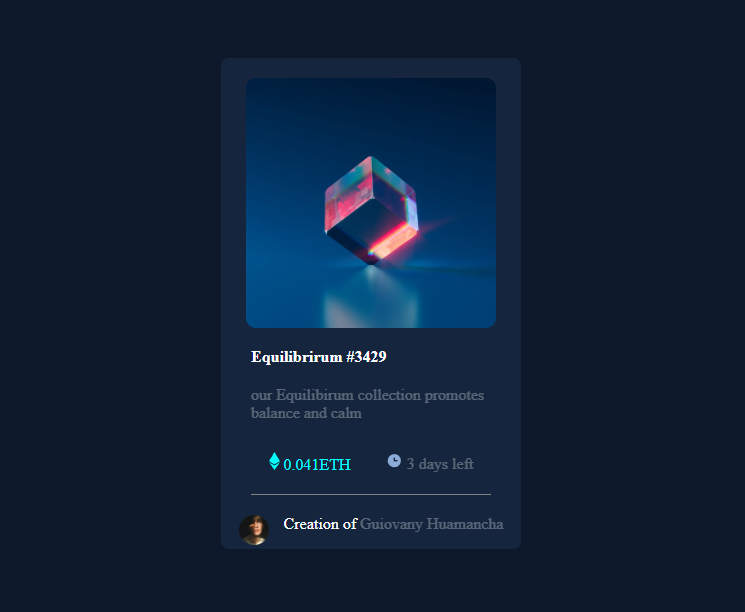 Equilibrirum #3429
our Equilibirum collection promotes
balance and calm
0.041ETH
3 days left
Creation of Guiovany Huamancha